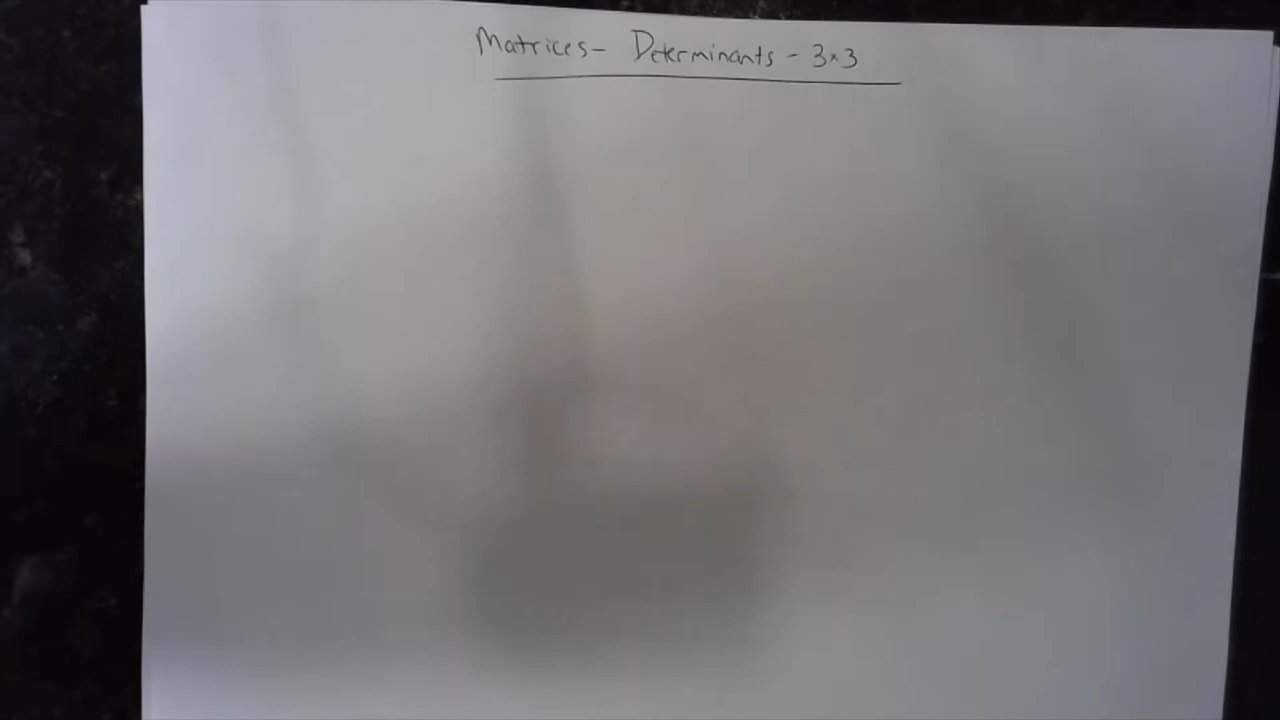 Matrices- Determinants - 3×3